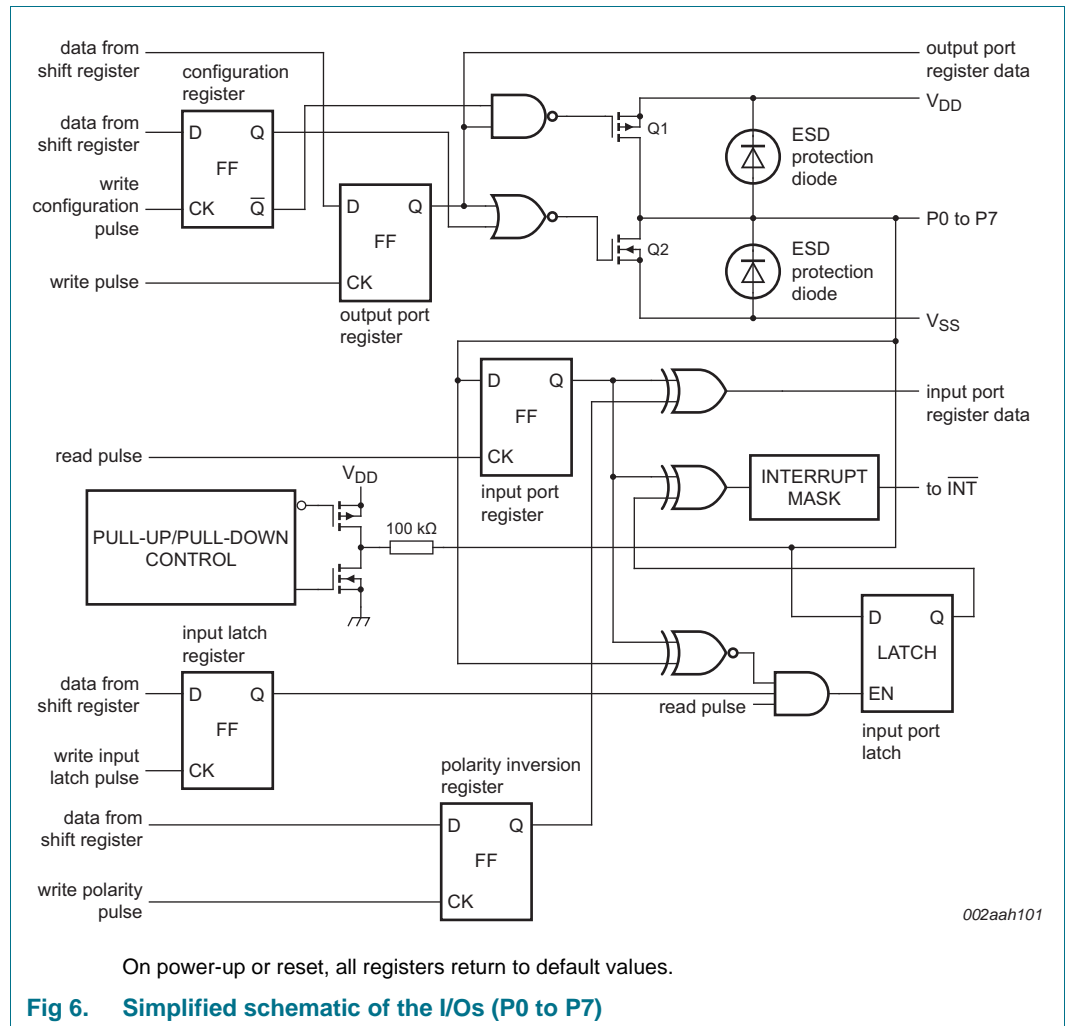 data from
shift register
output port
register data
configuration
register
V_DD
data from
shift register
D
Q
FF
Q1
ESD
protection
diode
write
configuration
pulse
CK
Q̅
D
Q
FF
P0 to P7
Q2
ESD
protection
diode
write pulse
CK
output port
register
V_SS
D
Q
FF
input port
register data
read pulse
CK
input port
register
V_DD
INTERRUPT
MASK
to I̅N̅T̅
PULL-UP/PULL-DOWN
CONTROL
100 kΩ
input latch
register
D
Q
LATCH
EN
data from
shift register
D
Q
FF
read pulse
input port
latch
write input
latch pulse
CK
polarity inversion
register
data from
shift register
D
Q
FF
write polarity
pulse
CK
002aah101
On power-up or reset, all registers return to default values.
Fig 6. Simplified schematic of the I/Os (P0 to P7)